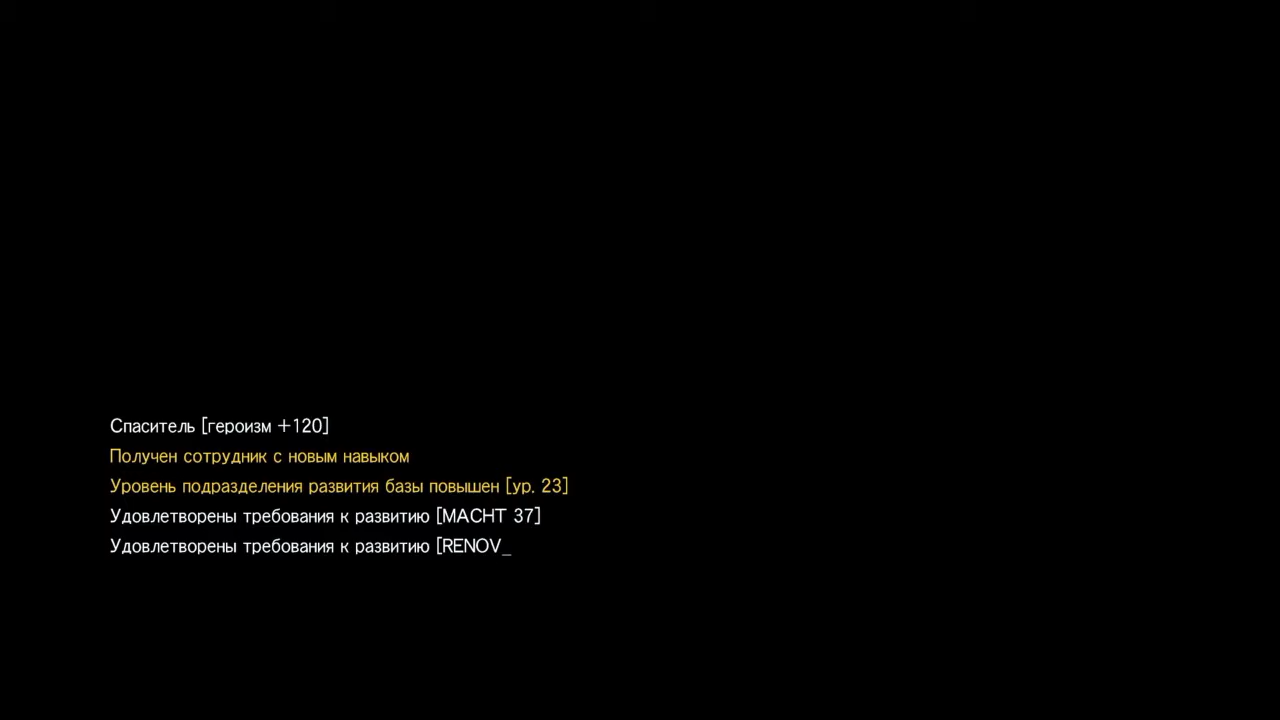 Спаситель [героизм +120]
Получен сотрудник с новым навыком
Уровень подразделения развития базы повышен [ур. 23]
Удовлетворены требования к развитию [MACHT 37]
Удовлетворены требования к развитию [RENOV_